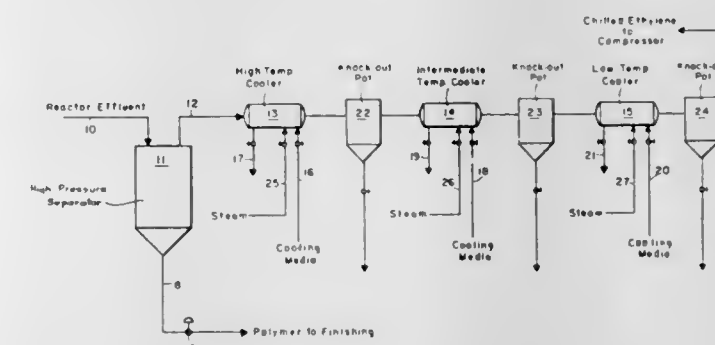 Chilled Ethylene
to
Compressor
High Temp
Cooler
Knock-out
Pot
Intermediate
Temp Cooler
Knock-out
Pot
Low Temp
Cooler
Pot
Reactor Effluent
10
12
13
22
14
23
15
24
11
17
25
16
19
26
18
21
27
20
High Pressure
Separator
Steam
Steam
Steam
Cooling
Media
Cooling
Media
Cooling
Media
8
Polymer to Finishing